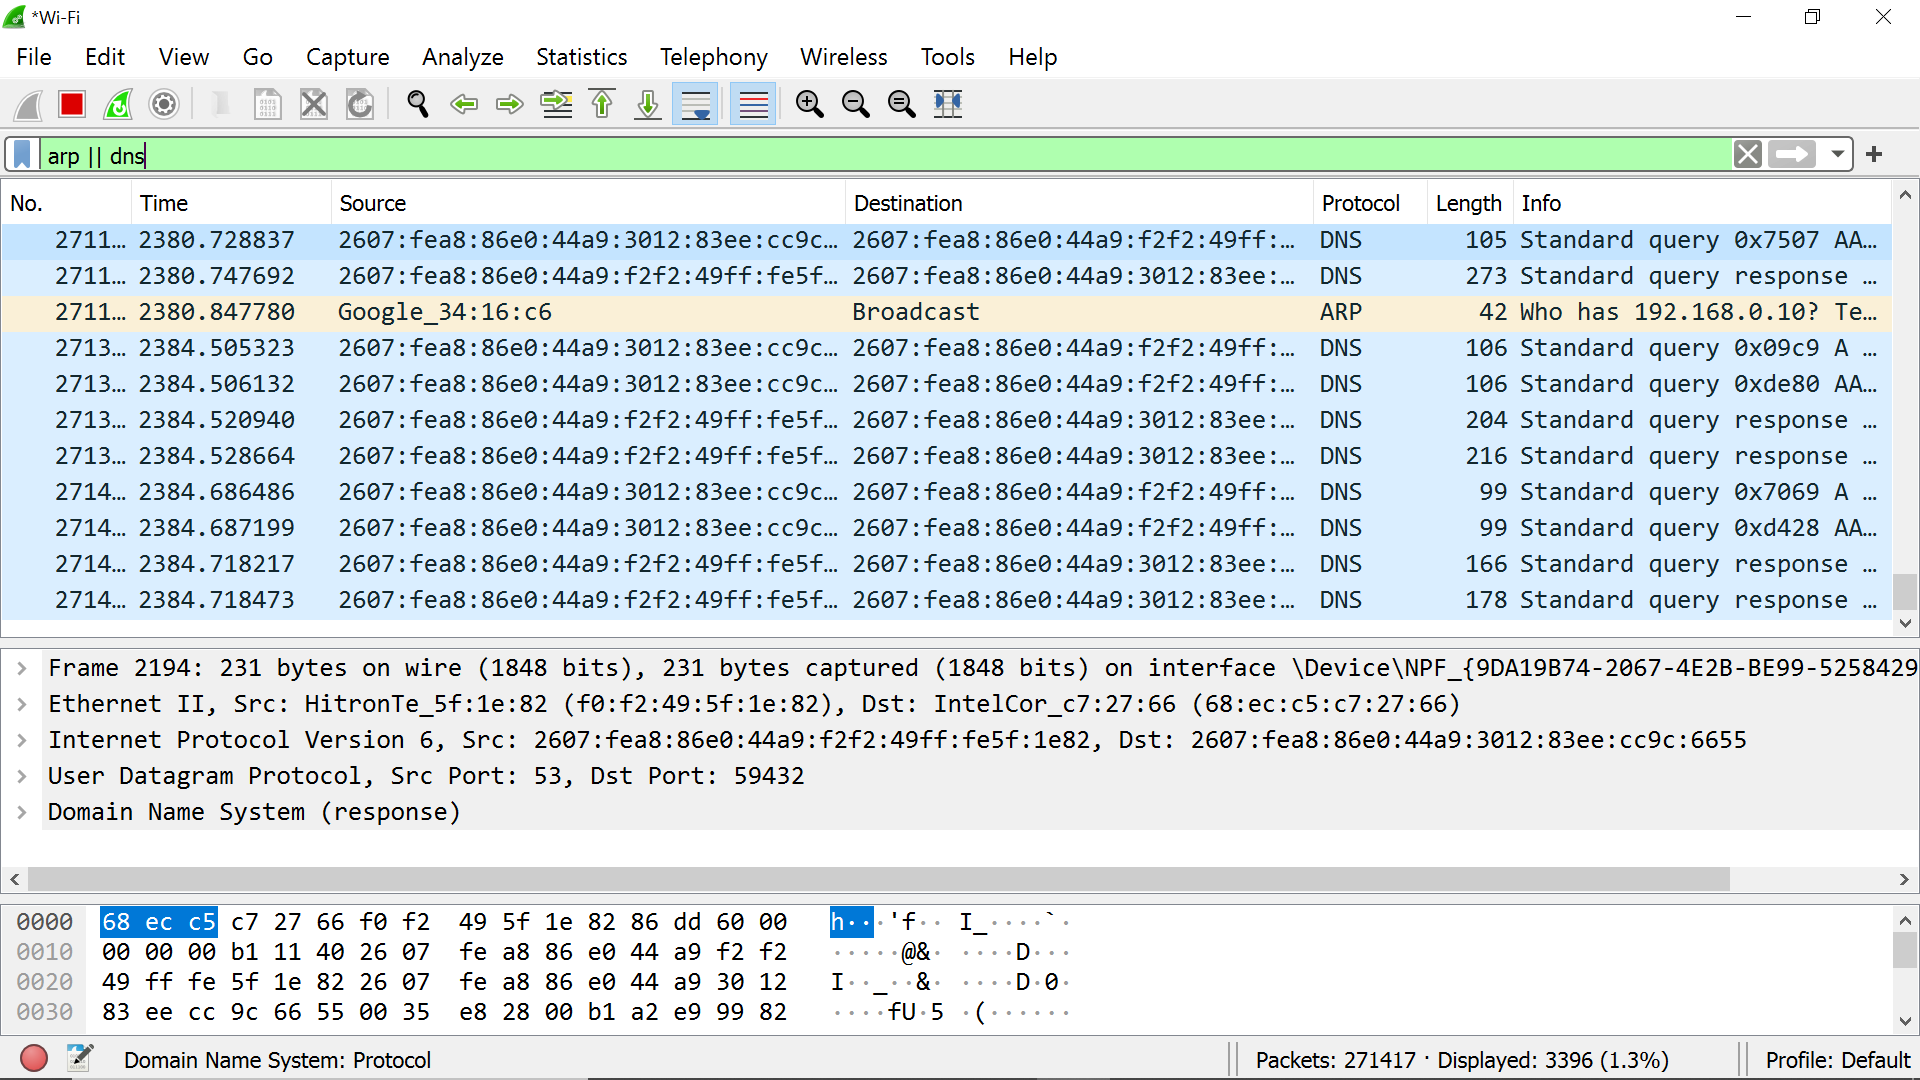 *Wi-Fi
File Edit View Go Capture Analyze Statistics Telephony Wireless Tools Help
arp || dns
No. Time Source Destination Protocol Length Info
2711… 2380.728837 2607:fea8:86e0:44a9:3012:83ee:cc9c… 2607:fea8:86e0:44a9:f2f2:49ff:… DNS 105 Standard query 0x7507 AA…
2711… 2380.747692 2607:fea8:86e0:44a9:f2f2:49ff:fe5f… 2607:fea8:86e0:44a9:3012:83ee:… DNS 273 Standard query response …
2711… 2380.847780 Google_34:16:c6 Broadcast ARP 42 Who has 192.168.0.10? Te…
2713… 2384.505323 2607:fea8:86e0:44a9:3012:83ee:cc9c… 2607:fea8:86e0:44a9:f2f2:49ff:… DNS 106 Standard query 0x09c9 A …
2713… 2384.506132 2607:fea8:86e0:44a9:3012:83ee:cc9c… 2607:fea8:86e0:44a9:f2f2:49ff:… DNS 106 Standard query 0xde80 AA…
2713… 2384.520940 2607:fea8:86e0:44a9:f2f2:49ff:fe5f… 2607:fea8:86e0:44a9:3012:83ee:… DNS 204 Standard query response …
2713… 2384.528664 2607:fea8:86e0:44a9:f2f2:49ff:fe5f… 2607:fea8:86e0:44a9:3012:83ee:… DNS 216 Standard query response …
2714… 2384.686486 2607:fea8:86e0:44a9:3012:83ee:cc9c… 2607:fea8:86e0:44a9:f2f2:49ff:… DNS 99 Standard query 0x7069 A …
2714… 2384.687199 2607:fea8:86e0:44a9:3012:83ee:cc9c… 2607:fea8:86e0:44a9:f2f2:49ff:… DNS 99 Standard query 0xd428 AA…
2714… 2384.718217 2607:fea8:86e0:44a9:f2f2:49ff:fe5f… 2607:fea8:86e0:44a9:3012:83ee:… DNS 166 Standard query response …
2714… 2384.718473 2607:fea8:86e0:44a9:f2f2:49ff:fe5f… 2607:fea8:86e0:44a9:3012:83ee:… DNS 178 Standard query response …
Frame 2194: 231 bytes on wire (1848 bits), 231 bytes captured (1848 bits) on interface \Device\NPF_{9DA19B74-2067-4E2B-BE99-5258429
Ethernet II, Src: HitronTe_5f:1e:82 (f0:f2:49:5f:1e:82), Dst: IntelCor_c7:27:66 (68:ec:c5:c7:27:66)
Internet Protocol Version 6, Src: 2607:fea8:86e0:44a9:f2f2:49ff:fe5f:1e82, Dst: 2607:fea8:86e0:44a9:3012:83ee:cc9c:6655
User Datagram Protocol, Src Port: 53, Dst Port: 59432
Domain Name System (response)
0000 68 ec c5 c7 27 66 f0 f2 49 5f 1e 82 86 dd 60 00 h···'f·· I_····`·
0010 00 00 00 b1 11 40 26 07 fe a8 86 e0 44 a9 f2 f2 ·····@&· ····D···
0020 49 ff fe 5f 1e 82 26 07 fe a8 86 e0 44 a9 30 12 I··_··&· ····D·0·
0030 83 ee cc 9c 66 55 00 35 e8 28 00 b1 a2 e9 99 82 ····fU·5 ·(······
Domain Name System: Protocol Packets: 271417 · Displayed: 3396 (1.3%) Profile: Default